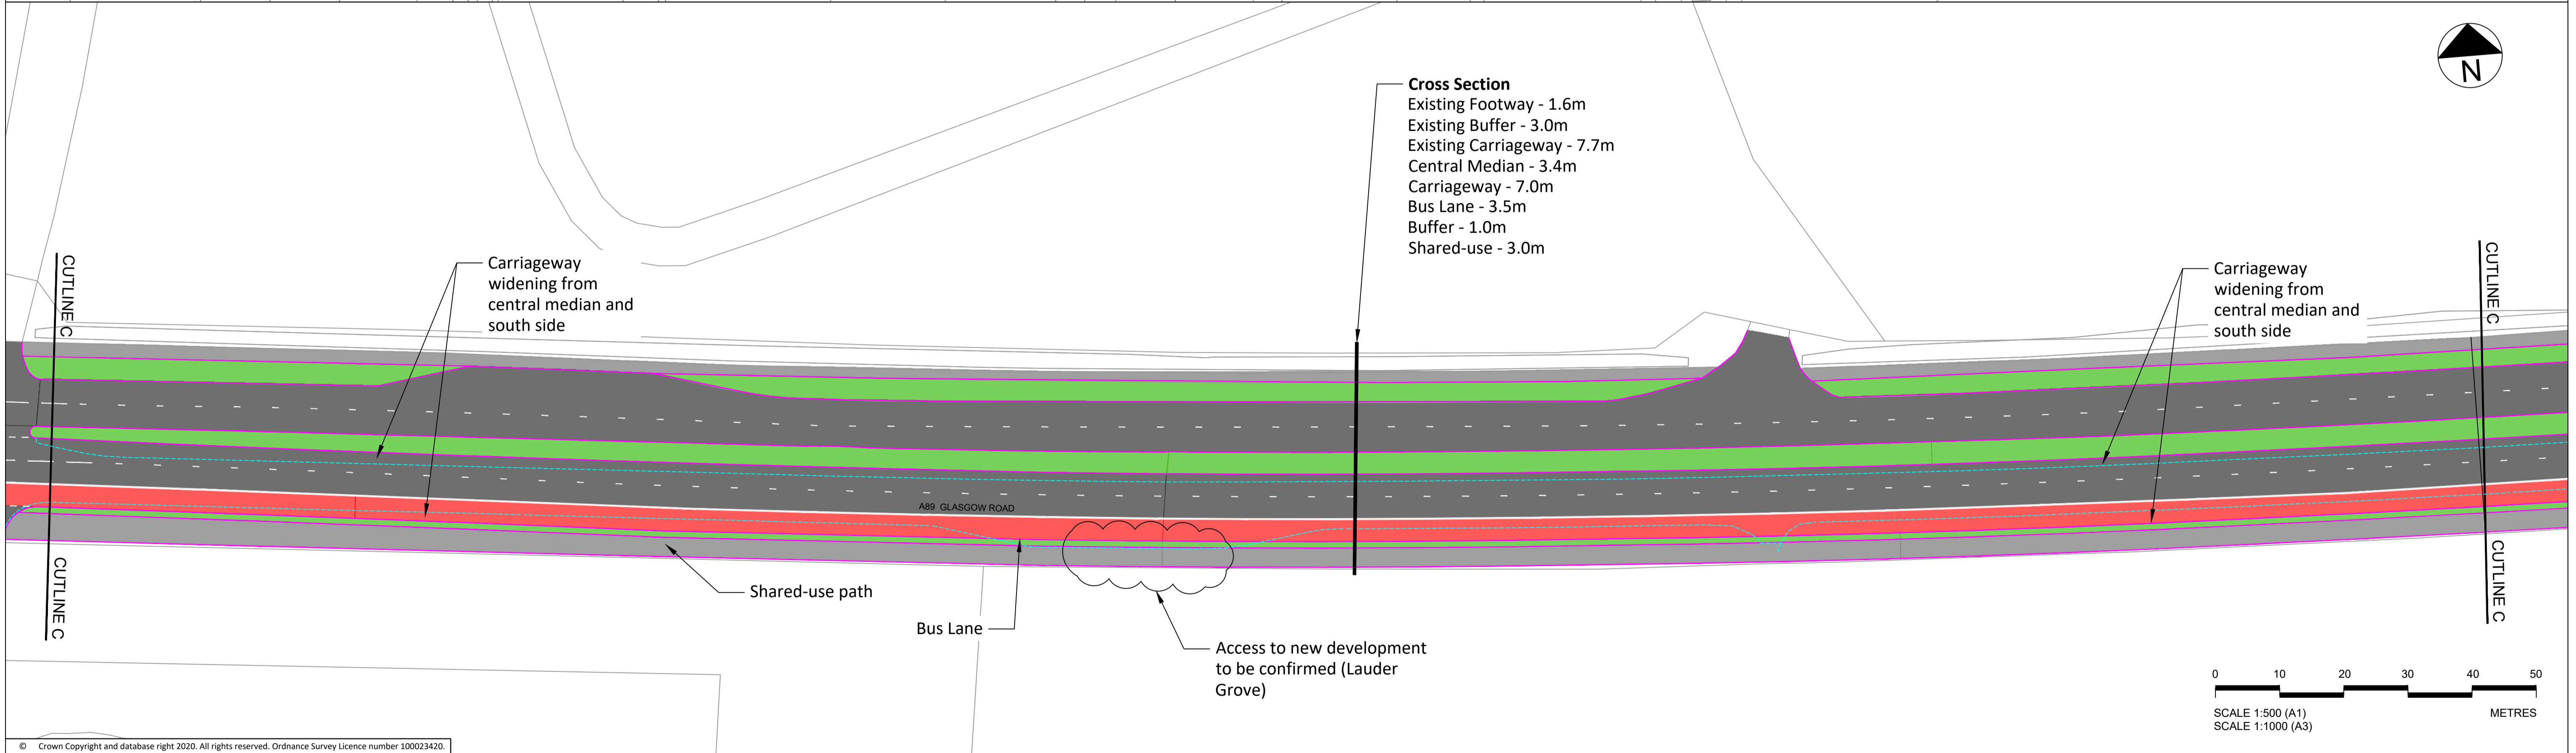 N
Cross Section
Existing Footway - 1.6m
Existing Buffer - 3.0m
Existing Carriageway - 7.7m
Central Median - 3.4m
Carriageway - 7.0m
Bus Lane - 3.5m
Buffer - 1.0m
Shared-use - 3.0m
CUTLINE C
Carriageway
widening from
central median and
south side
Carriageway
widening from
central median and
south side
CUTLINE C
A89 GLASGOW ROAD
CUTLINE C
Shared-use path
Bus Lane
Access to new development
to be confirmed (Lauder
Grove)
CUTLINE C
0 10 20 30 40 50
SCALE 1:500 (A1) METRES
SCALE 1:1000 (A3)
© Crown Copyright and database right 2020. All rights reserved. Ordnance Survey Licence number 100023420.